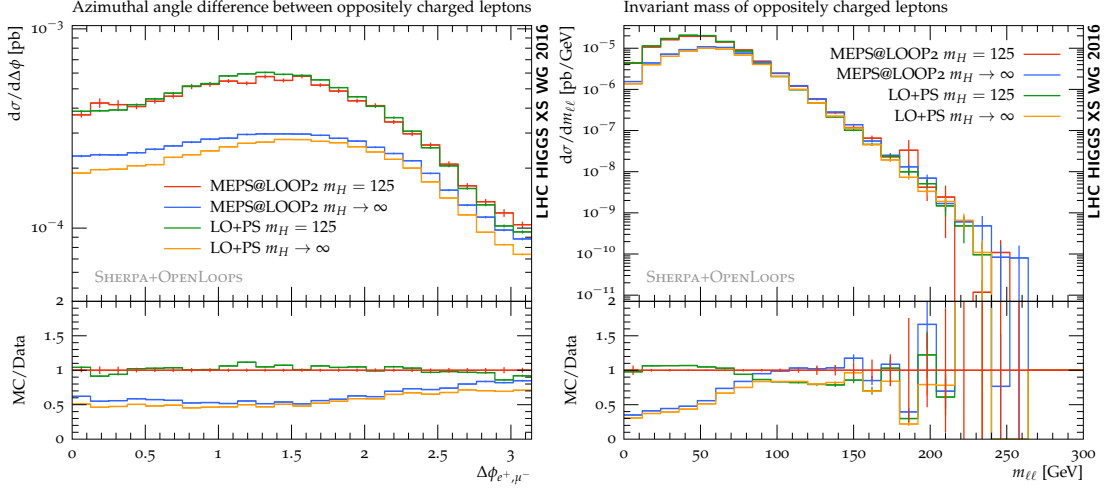 Azimuthal angle difference between oppositely charged leptons
dσ/dΔϕ [pb]
10⁻³
10⁻⁴
MEPS@LOOP2 m_H = 125
MEPS@LOOP2 m_H → ∞
LO+PS m_H = 125
LO+PS m_H → ∞
SHERPA+OPENLOOPS
LHC HIGGS XS WG 2016
MC/Data
2
1.5
1
0.5
0
0 0.5 1 1.5 2 2.5 3
Δϕ_{e⁺,μ⁻}
Invariant mass of oppositely charged leptons
dσ/dm_{ℓℓ} [pb/GeV]
10⁻⁵
10⁻⁶
10⁻⁷
10⁻⁸
10⁻⁹
10⁻¹⁰
10⁻¹¹
MEPS@LOOP2 m_H = 125
MEPS@LOOP2 m_H → ∞
LO+PS m_H = 125
LO+PS m_H → ∞
SHERPA+OPENLOOPS
LHC HIGGS XS WG 2016
MC/Data
2
1.5
1
0.5
0
0 50 100 150 200 250 300
m_{ℓℓ} [GeV]